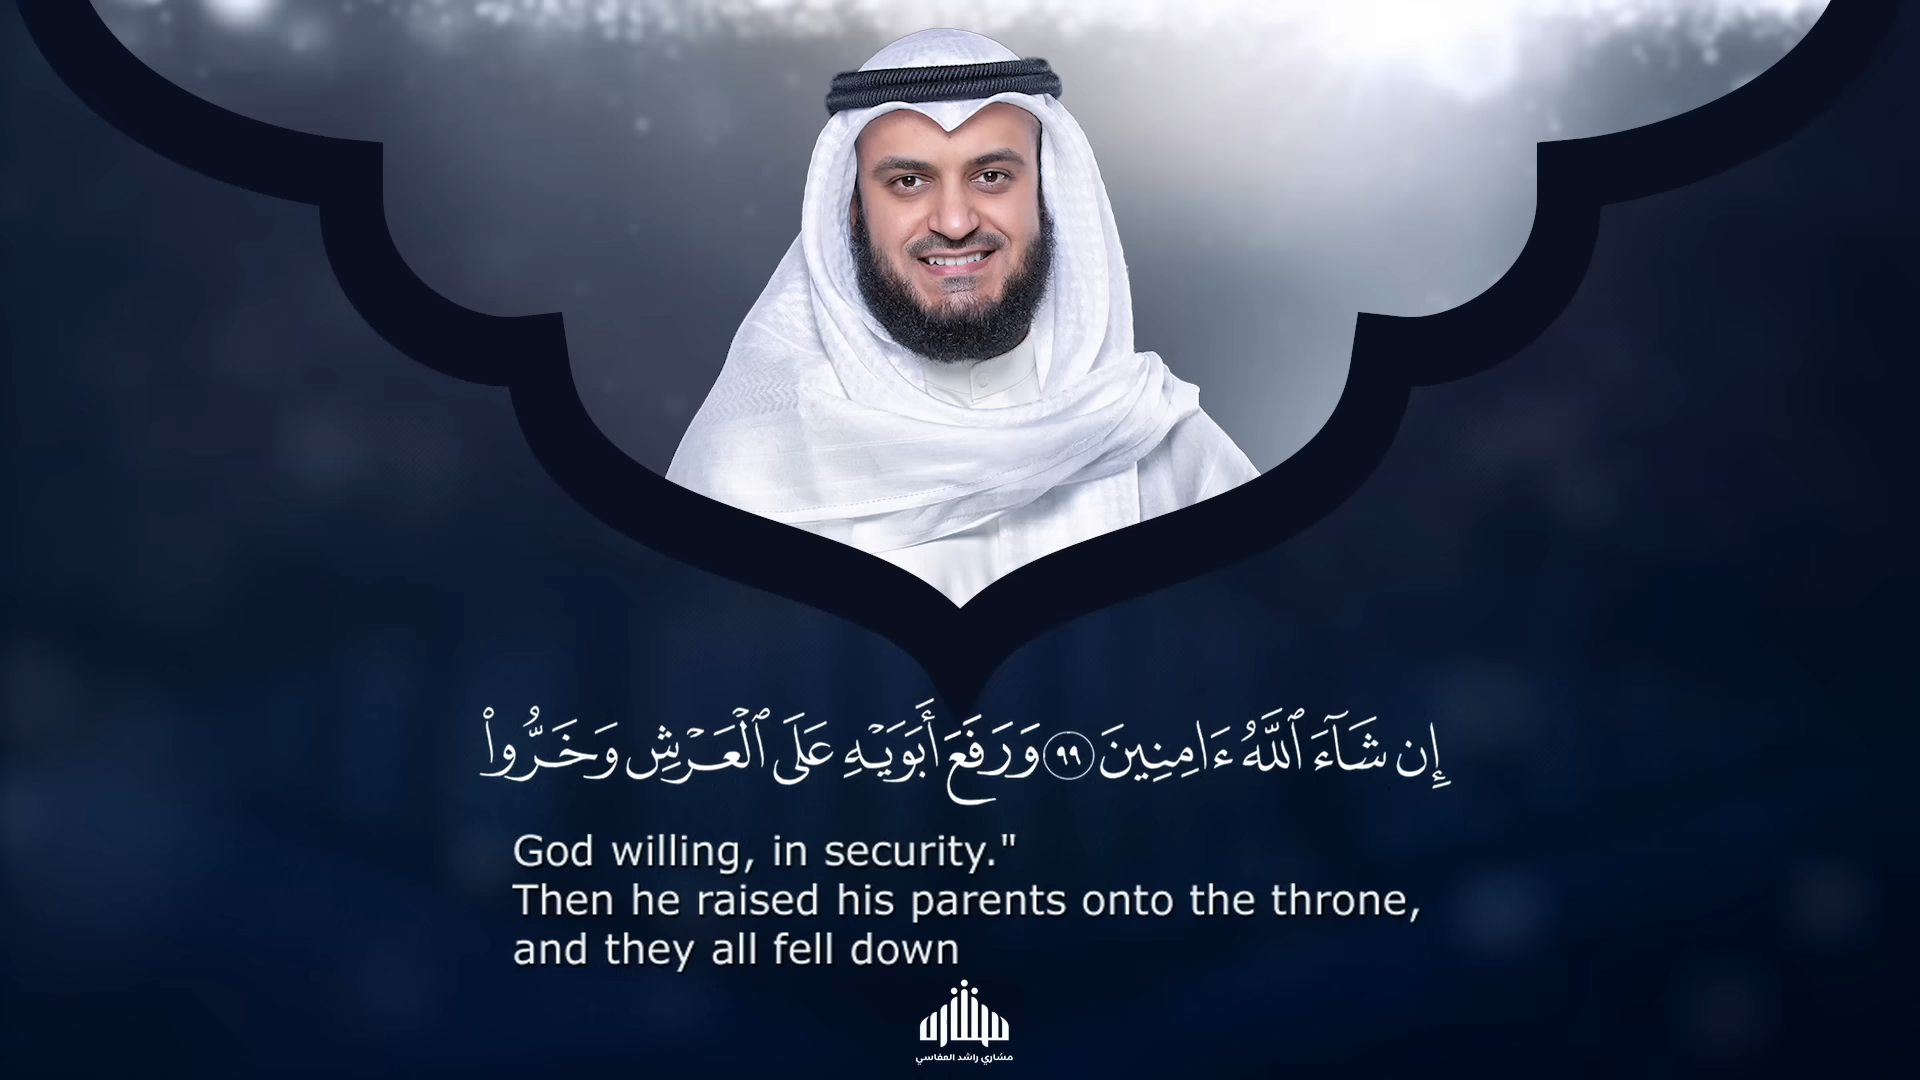 إِن شَآءَ ٱللَّهُ ءَامِنِينَ ٩٩ وَرَفَعَ أَبَوَيۡهِ عَلَى ٱلۡعَرۡشِ وَخَرُّواْ
God willing, in security."
Then he raised his parents onto the throne,
and they all fell down
مشاري راشد العفاسي